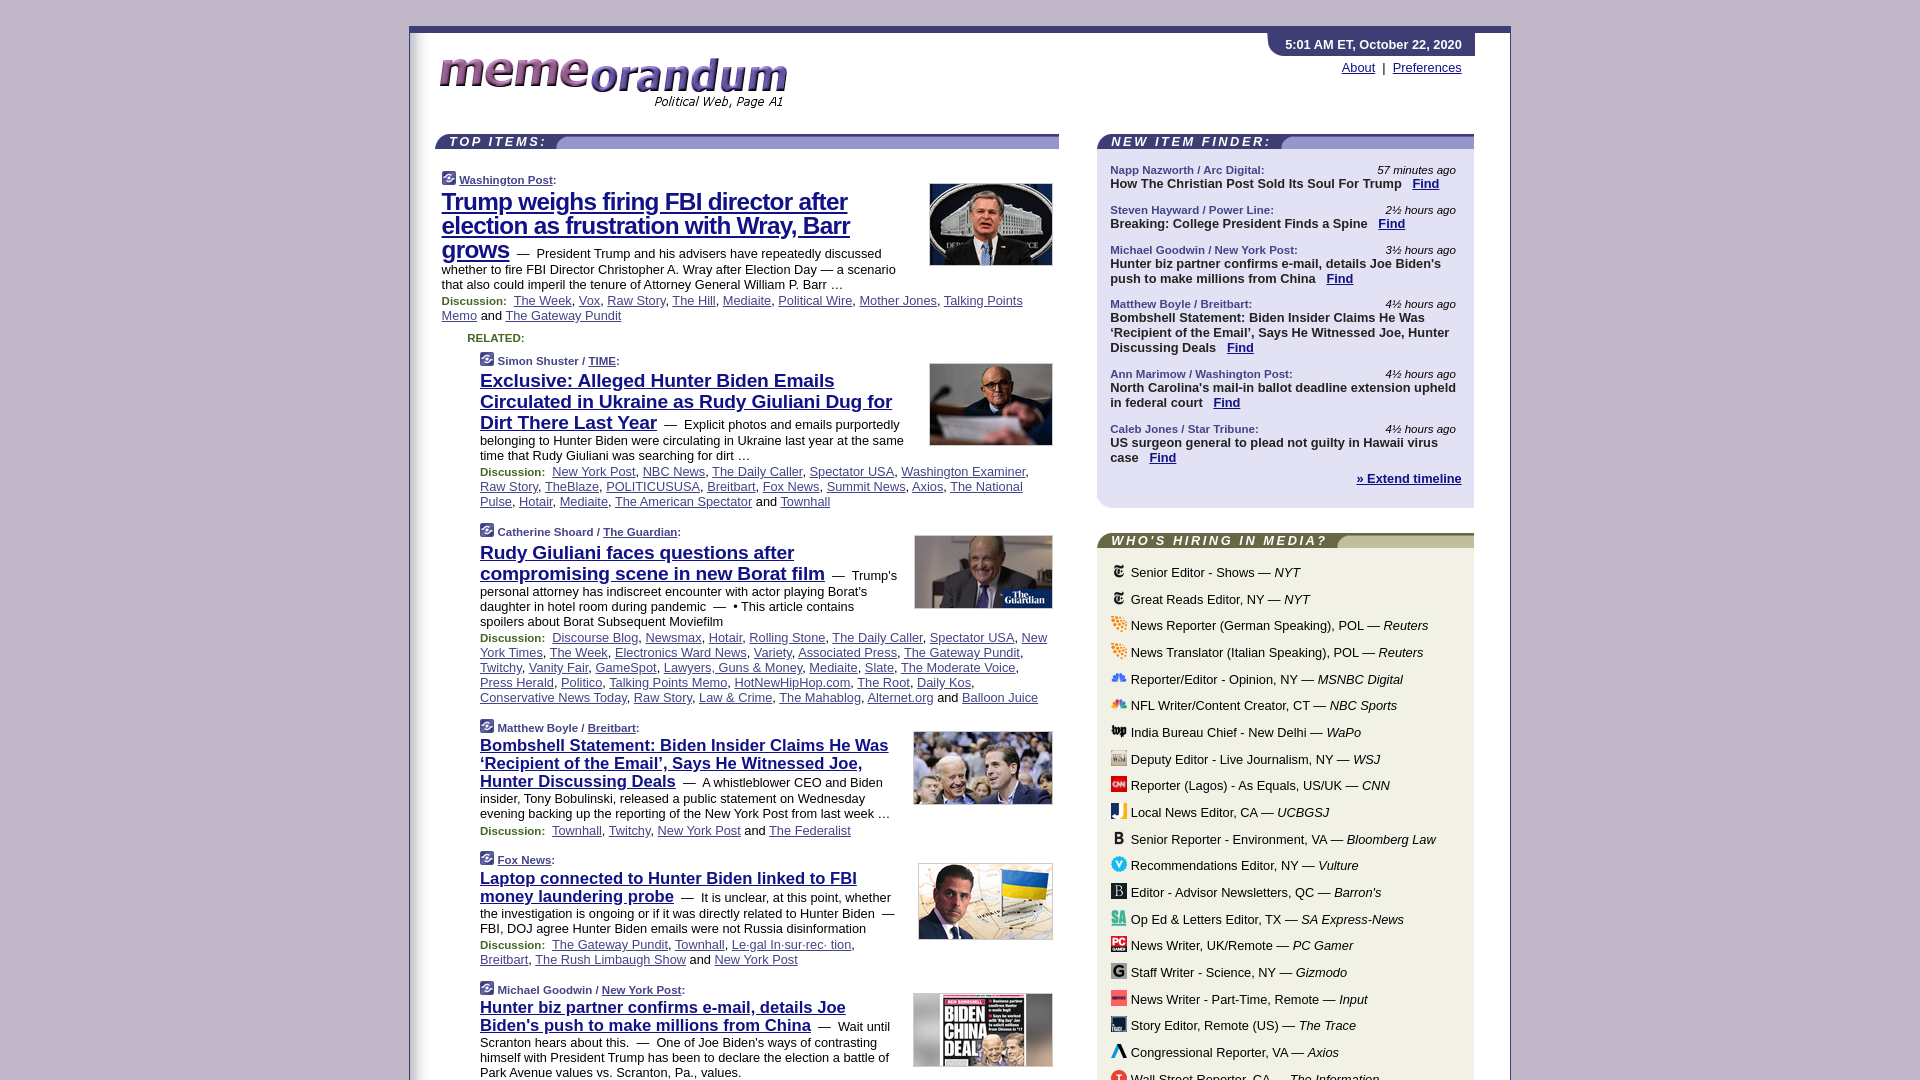 5:01 AM ET, October 22, 2020
memeorandum
Political Web, Page A1
About | Preferences
TOP ITEMS:
Washington Post:
Trump weighs firing FBI director after
election as frustration with Wray, Barr
grows — President Trump and his advisers have repeatedly discussed
whether to fire FBI Director Christopher A. Wray after Election Day — a scenario
that also could imperil the tenure of Attorney General William P. Barr …
Discussion: The Week, Vox, Raw Story, The Hill, Mediaite, Political Wire, Mother Jones, Talking Points
Memo and The Gateway Pundit
RELATED:
Simon Shuster / TIME:
Exclusive: Alleged Hunter Biden Emails
Circulated in Ukraine as Rudy Giuliani Dug for
Dirt There Last Year — Explicit photos and emails purportedly
belonging to Hunter Biden were circulating in Ukraine last year at the same
time that Rudy Giuliani was searching for dirt …
Discussion: New York Post, NBC News, The Daily Caller, Spectator USA, Washington Examiner,
Raw Story, TheBlaze, POLITICUSUSA, Breitbart, Fox News, Summit News, Axios, The National
Pulse, Hotair, Mediaite, The American Spectator and Townhall
Catherine Shoard / The Guardian:
Rudy Giuliani faces questions after
compromising scene in new Borat film — Trump's
personal attorney has indiscreet encounter with actor playing Borat's
daughter in hotel room during pandemic — • This article contains
spoilers about Borat Subsequent Moviefilm
The Guardian
Discussion: Discourse Blog, Newsmax, Hotair, Rolling Stone, The Daily Caller, Spectator USA, New
York Times, The Week, Electronics Ward News, Variety, Associated Press, The Gateway Pundit,
Twitchy, Vanity Fair, GameSpot, Lawyers, Guns & Money, Mediaite, Slate, The Moderate Voice,
Press Herald, Politico, Talking Points Memo, HotNewHipHop.com, The Root, Daily Kos,
Conservative News Today, Raw Story, Law & Crime, The Mahablog, Alternet.org and Balloon Juice
Matthew Boyle / Breitbart:
Bombshell Statement: Biden Insider Claims He Was
‘Recipient of the Email’, Says He Witnessed Joe,
Hunter Discussing Deals — A whistleblower CEO and Biden
insider, Tony Bobulinski, released a public statement on Wednesday
evening backing up the reporting of the New York Post from last week …
Discussion: Townhall, Twitchy, New York Post and The Federalist
Fox News:
Laptop connected to Hunter Biden linked to FBI
money laundering probe — It is unclear, at this point, whether
the investigation is ongoing or if it was directly related to Hunter Biden —
FBI, DOJ agree Hunter Biden emails were not Russia disinformation
Discussion: The Gateway Pundit, Townhall, Le·gal In·sur·rec· tion,
Breitbart, The Rush Limbaugh Show and New York Post
Michael Goodwin / New York Post:
Hunter biz partner confirms e-mail, details Joe
Biden's push to make millions from China — Wait until
Scranton hears about this. — One of Joe Biden's ways of contrasting
himself with President Trump has been to declare the election a battle of
Park Avenue values vs. Scranton, Pa., values.
BIDEN
CHINA
DEAL
NEW ITEM FINDER:
Napp Nazworth / Arc Digital: 57 minutes ago
How The Christian Post Sold Its Soul For Trump Find
Steven Hayward / Power Line: 2½ hours ago
Breaking: College President Finds a Spine Find
Michael Goodwin / New York Post: 3½ hours ago
Hunter biz partner confirms e-mail, details Joe Biden's
push to make millions from China Find
Matthew Boyle / Breitbart: 4½ hours ago
Bombshell Statement: Biden Insider Claims He Was
‘Recipient of the Email’, Says He Witnessed Joe, Hunter
Discussing Deals Find
Ann Marimow / Washington Post: 4½ hours ago
North Carolina's mail-in ballot deadline extension upheld
in federal court Find
Caleb Jones / Star Tribune: 4½ hours ago
US surgeon general to plead not guilty in Hawaii virus
case Find
» Extend timeline
WHO'S HIRING IN MEDIA?
Senior Editor - Shows — NYT
Great Reads Editor, NY — NYT
News Reporter (German Speaking), POL — Reuters
News Translator (Italian Speaking), POL — Reuters
Reporter/Editor - Opinion, NY — MSNBC Digital
NFL Writer/Content Creator, CT — NBC Sports
India Bureau Chief - New Delhi — WaPo
Deputy Editor - Live Journalism, NY — WSJ
Reporter (Lagos) - As Equals, US/UK — CNN
Local News Editor, CA — UCBGSJ
Senior Reporter - Environment, VA — Bloomberg Law
Recommendations Editor, NY — Vulture
Editor - Advisor Newsletters, QC — Barron's
Op Ed & Letters Editor, TX — SA Express-News
News Writer, UK/Remote — PC Gamer
Staff Writer - Science, NY — Gizmodo
News Writer - Part-Time, Remote — Input
Story Editor, Remote (US) — The Trace
Congressional Reporter, VA — Axios
Wall Street Reporter, CA — The Information